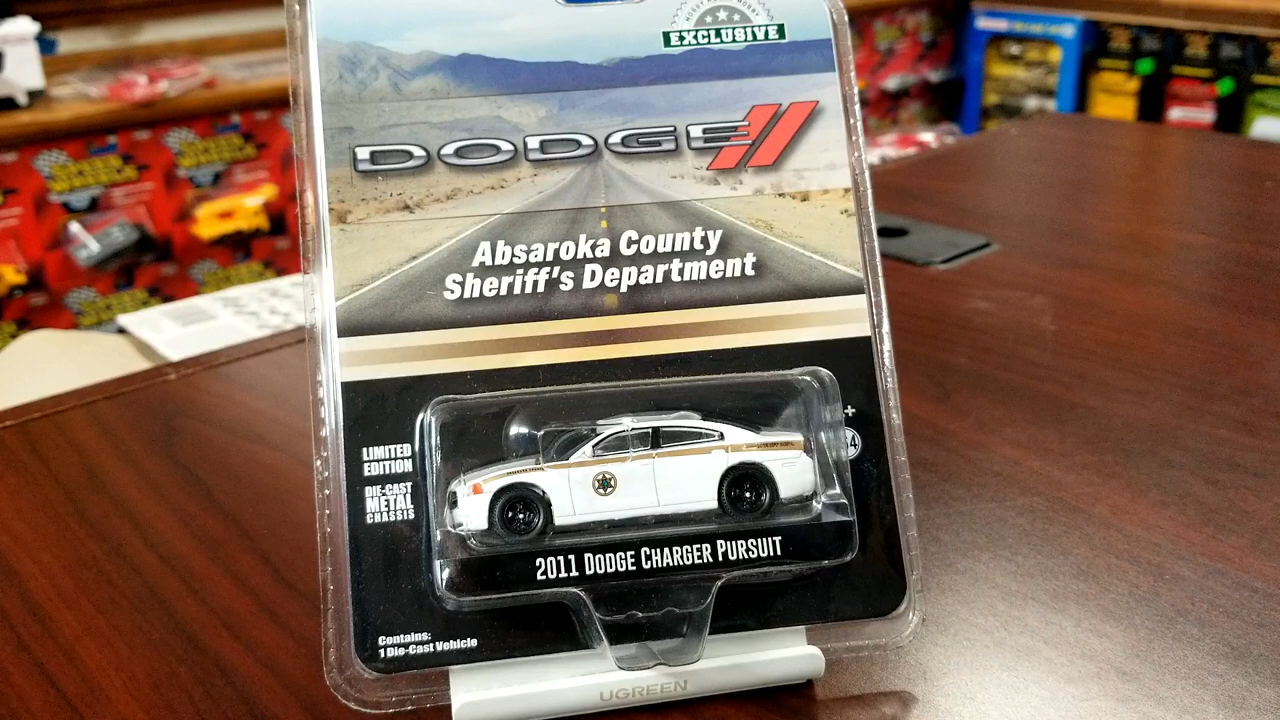 EXCLUSIVE
DODGE
Absaroka County
Sheriff's Department
LIMITED
EDITION
DIE-CAST
METAL
CHASSIS
2011 DODGE CHARGER PURSUIT
Contains:
1 Die-Cast Vehicle
UGREEN